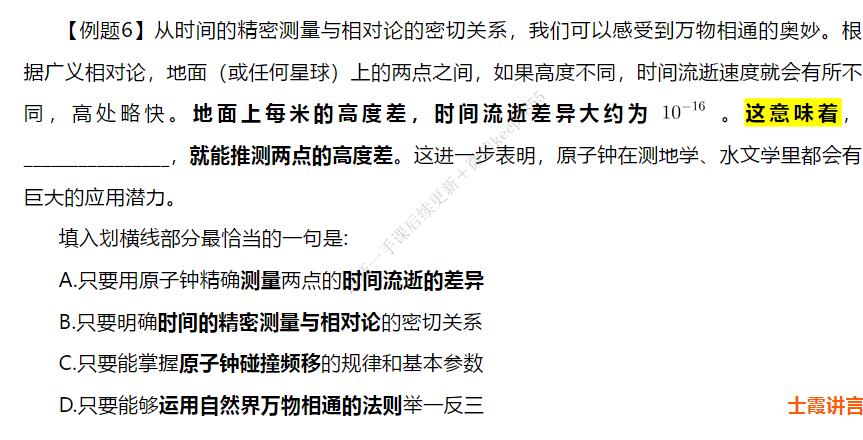 【例题6】从时间的精密测量与相对论的密切关系，我们可以感受到万物相通的奥妙。根
据广义相对论，地面（或任何星球）上的两点之间，如果高度不同，时间流逝速度就会有所不
同，高处略快。地面上每米的高度差，时间流逝差异大约为 10⁻¹⁶ 。这意味着，
_______________，就能推测两点的高度差。这进一步表明，原子钟在测地学、水文学里都会有
巨大的应用潜力。
填入划横线部分最恰当的一句是:
A.只要用原子钟精确测量两点的时间流逝的差异
B.只要明确时间的精密测量与相对论的密切关系
C.只要能掌握原子钟碰撞频移的规律和基本参数
D.只要能够运用自然界万物相通的法则举一反三
士霞讲言